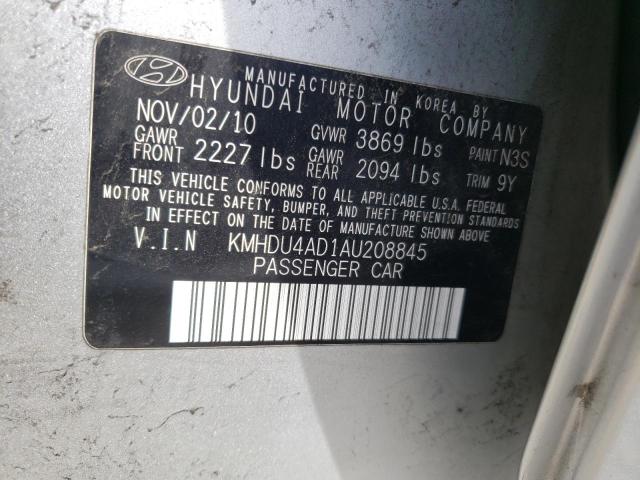 MANUFACTURED IN KOREA BY
HYUNDAI MOTOR COMPANY
NOV/02/10 GVWR 3869 lbs PAINT N3S
GAWR FRONT 2227 lbs GAWR REAR 2094 lbs TRIM 9Y
THIS VEHICLE CONFORMS TO ALL APPLICABLE U.S.A. FEDERAL
MOTOR VEHICLE SAFETY, BUMPER, AND THEFT PREVENTION STANDARDS
IN EFFECT ON THE DATE OF MANUFACTURE SHOWN ABOVE
V.I.N KMHDU4AD1AU208845
PASSENGER CAR